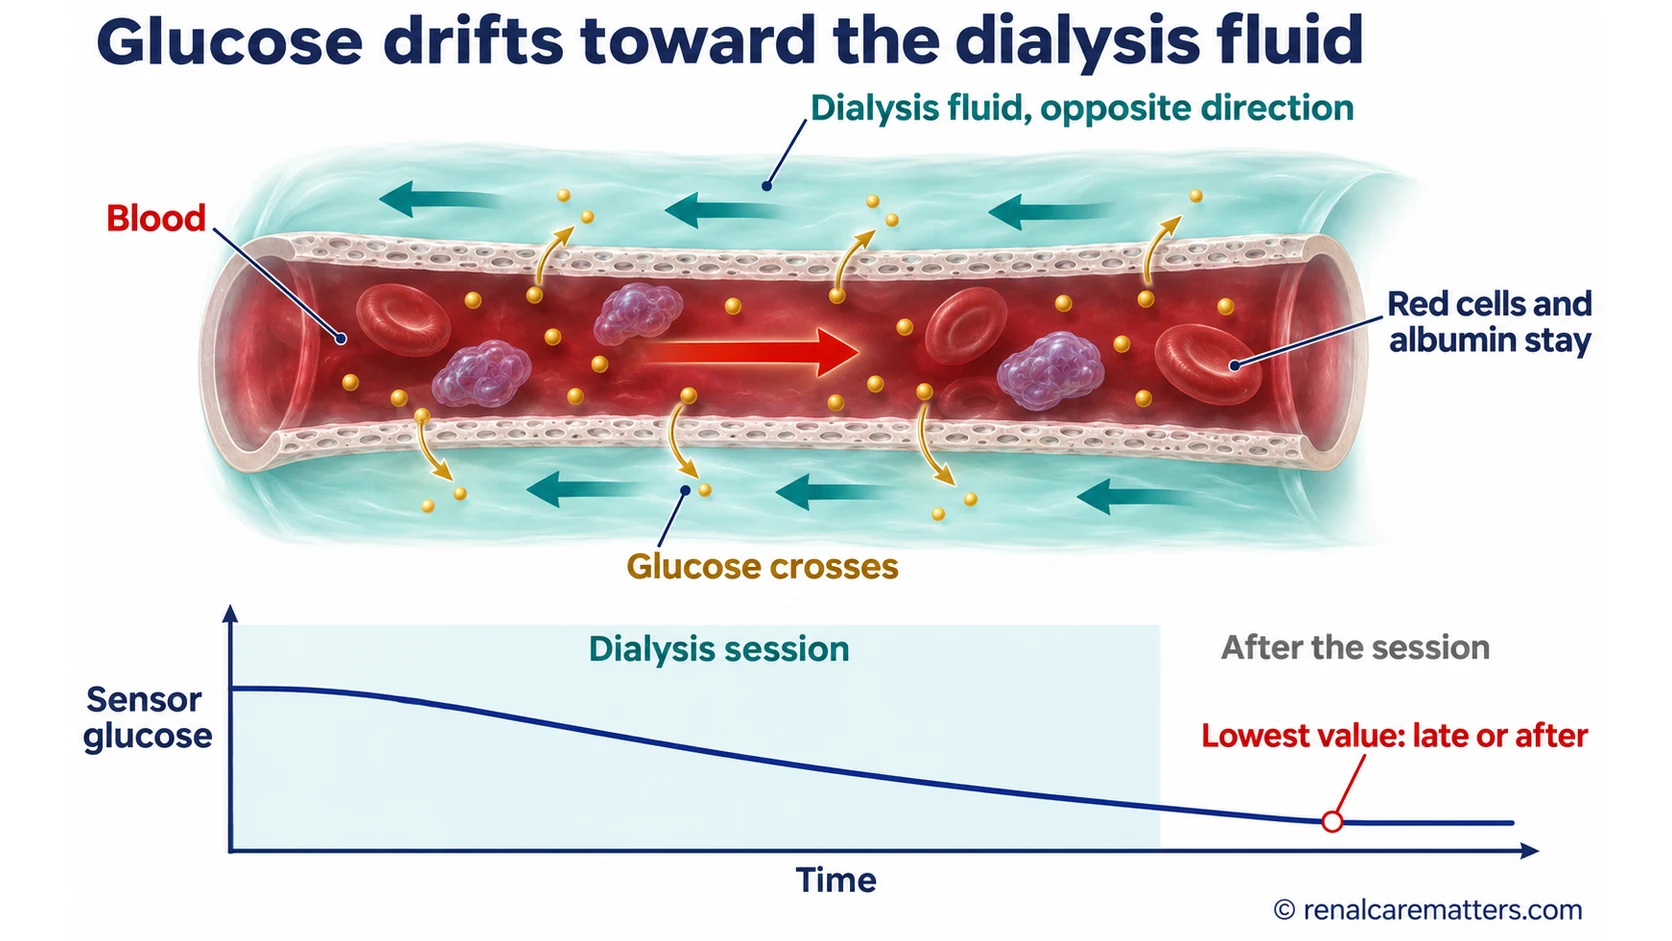 Glucose drifts toward the dialysis fluid
Dialysis fluid, opposite direction
Blood
Red cells and
albumin stay
Glucose crosses
Dialysis session
After the session
Sensor
glucose
Lowest value: late or after
Time
© renalcarematters.com